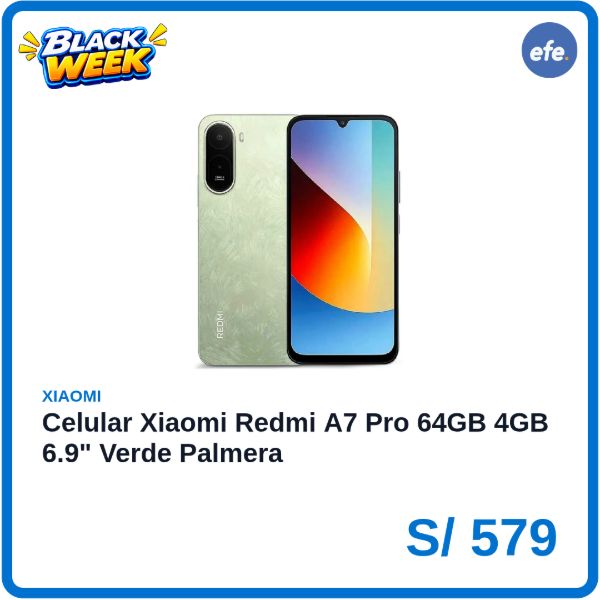 BLACK
WEEK
efe.
REDMI
XIAOMI
Celular Xiaomi Redmi A7 Pro 64GB 4GB
6.9" Verde Palmera
S/ 579